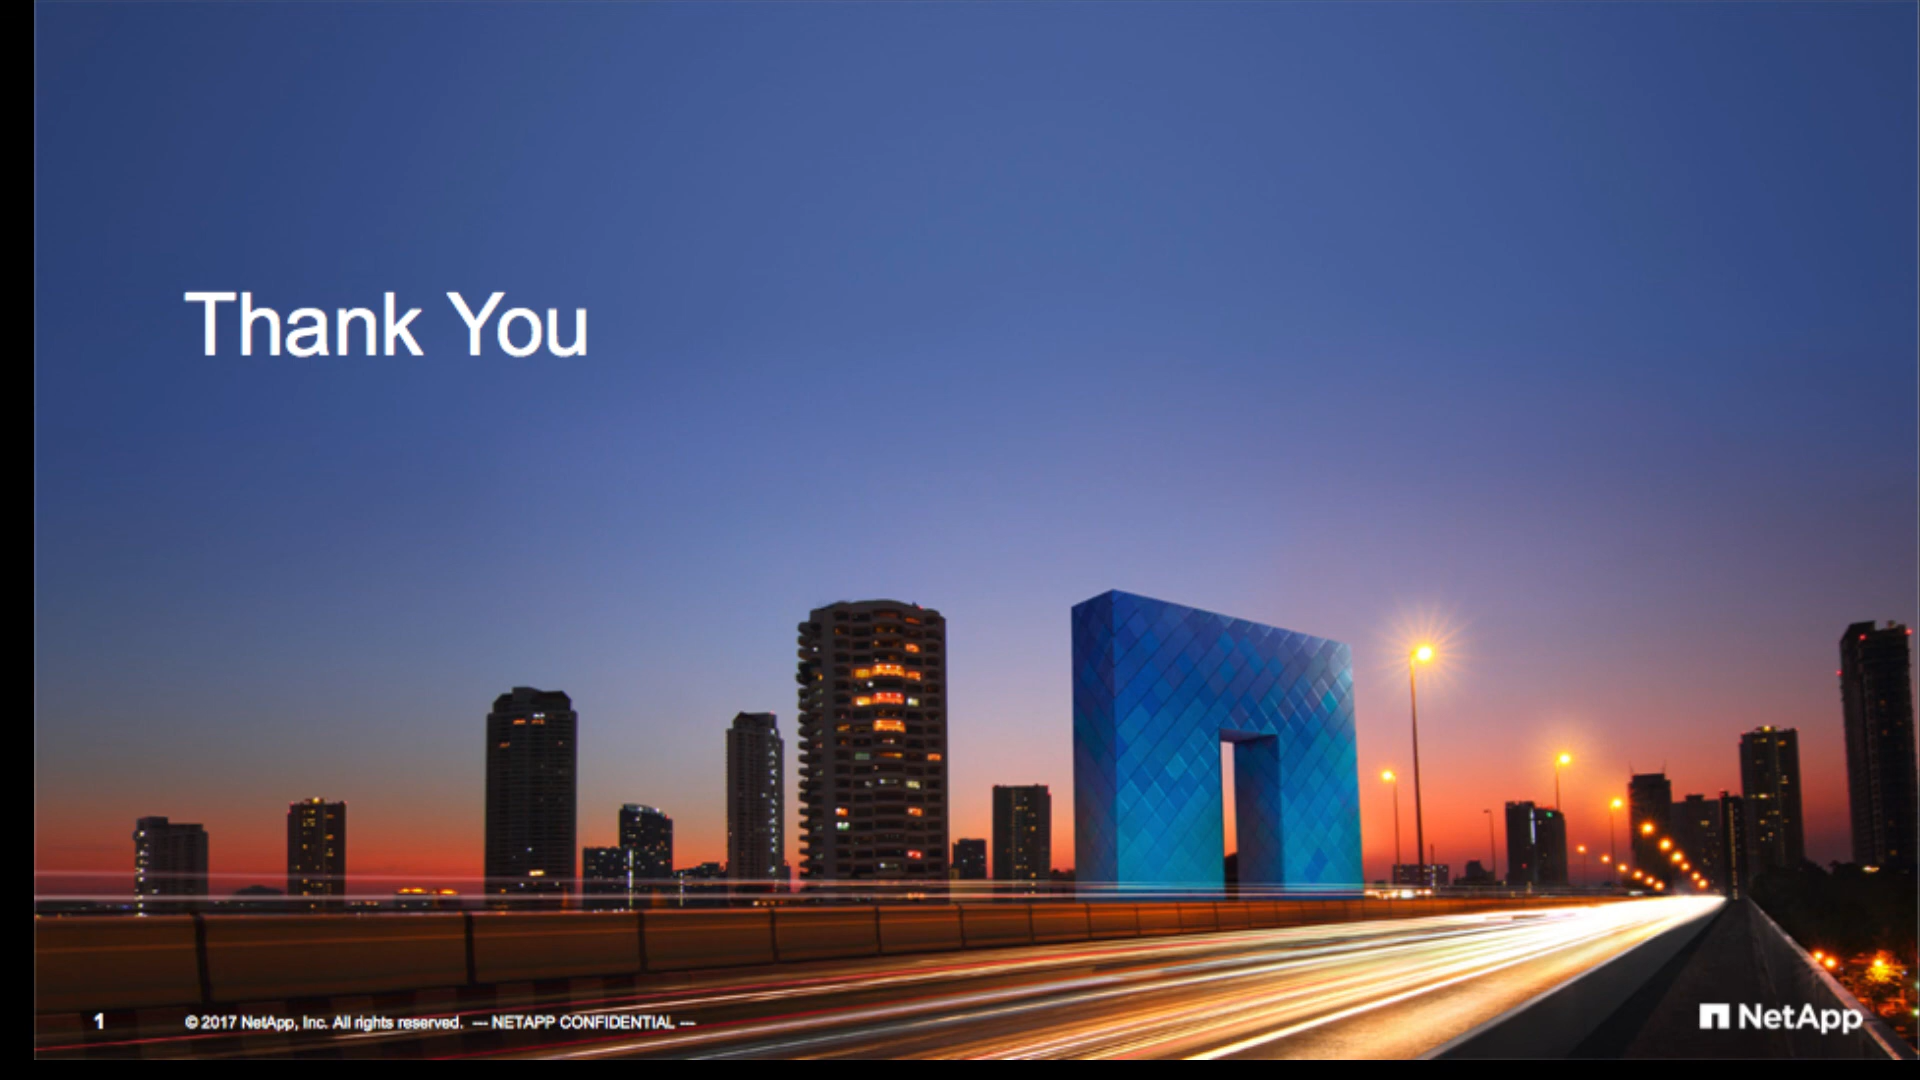 Thank You
1 © 2017 NetApp, Inc. All rights reserved. — NETAPP CONFIDENTIAL —
NetApp